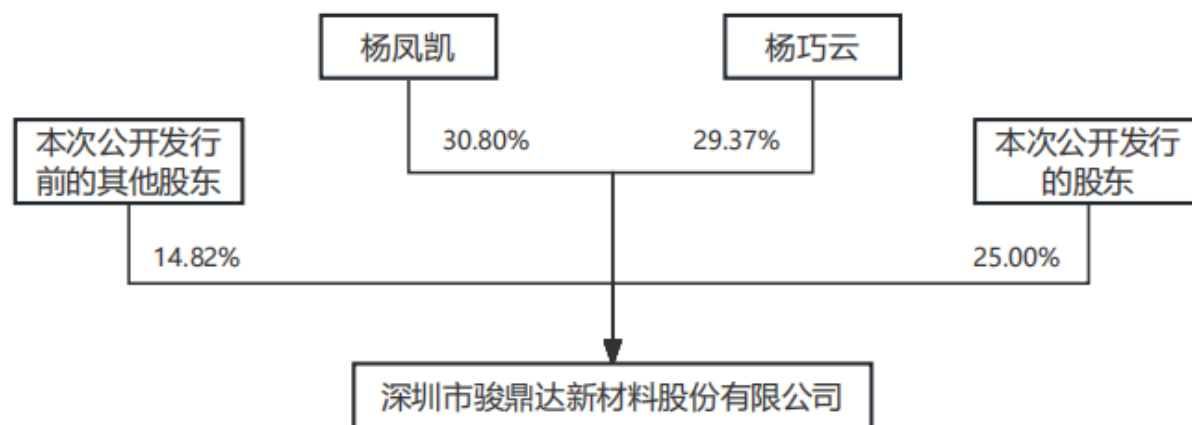 杨凤凯
杨巧云
本次公开发行
前的其他股东
30.80%
29.37%
本次公开发行
的股东
14.82%
25.00%
深圳市骏鼎达新材料股份有限公司